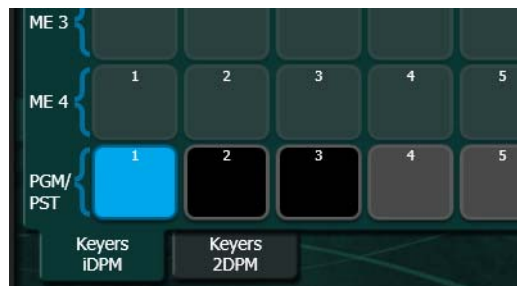 ME 3
1 2 3 4 5
ME 4
1 2 3 4 5
PGM/
PST
Keyers Keyers
iDPM 2DPM